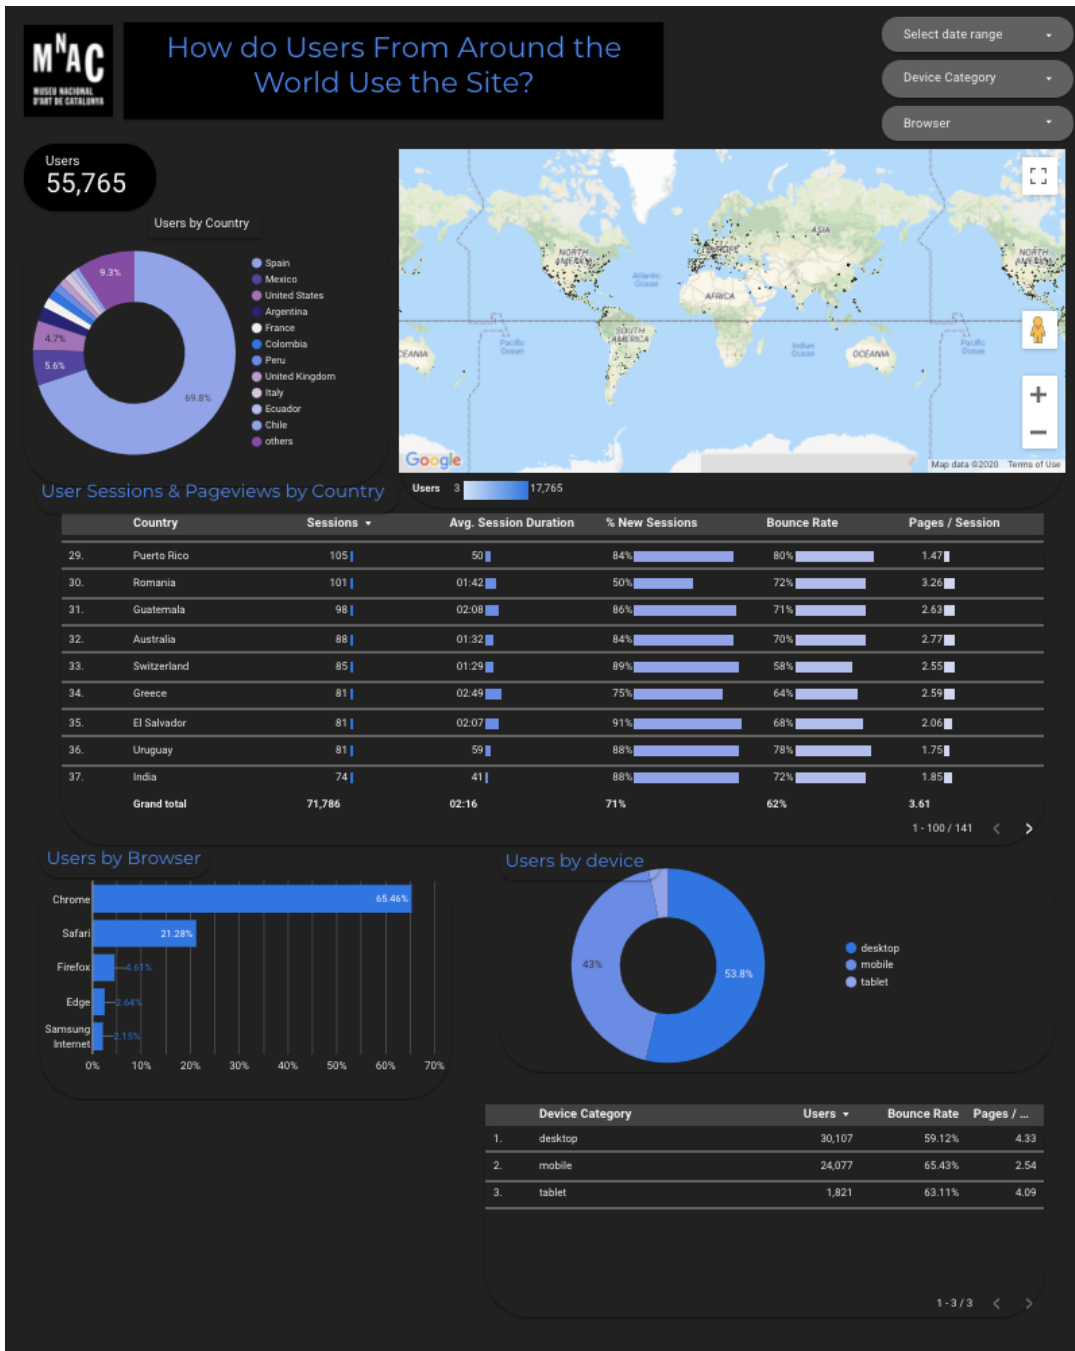 MNAC
MUSEU NACIONAL
D'ART DE CATALUNYA
How do Users From Around the
World Use the Site?
Select date range
Device Category
Browser
Users
55,765
Users by Country
9.3%
4.7%
5.6%
69.8%
Spain
Mexico
United States
Argentina
France
Colombia
Peru
United Kingdom
Italy
Ecuador
Chile
others
NORTH
AMERICA
Atlantic
Ocean
EUROPE
ASIA
AFRICA
SOUTH
AMERICA
Pacific
Ocean
Indian
Ocean
OCEANIA
CEANIA
NORTH
AMERICA
Pacific
Ocean
Google
Map data ©2020 Terms of Use
Users 3 17,765
User Sessions & Pageviews by Country
Country Sessions Avg. Session Duration % New Sessions Bounce Rate Pages / Session
29. Puerto Rico 105 50 84% 80% 1.47
30. Romania 101 01:42 50% 72% 3.26
31. Guatemala 98 02:08 86% 71% 2.63
32. Australia 88 01:32 84% 70% 2.77
33. Switzerland 85 01:29 89% 58% 2.55
34. Greece 81 02:49 75% 64% 2.59
35. El Salvador 81 02:07 91% 68% 2.06
36. Uruguay 81 59 88% 78% 1.75
37. India 74 41 88% 72% 1.85
Grand total 71,786 02:16 71% 62% 3.61
1 - 100 / 141
Users by Browser
Chrome 65.46%
Safari 21.28%
Firefox 4.61%
Edge 2.64%
Samsung
Internet 2.15%
0% 10% 20% 30% 40% 50% 60% 70%
Users by device
43%
53.8%
desktop
mobile
tablet
Device Category Users Bounce Rate Pages / ...
1. desktop 30,107 59.12% 4.33
2. mobile 24,077 65.43% 2.54
3. tablet 1,821 63.11% 4.09
1 - 3 / 3